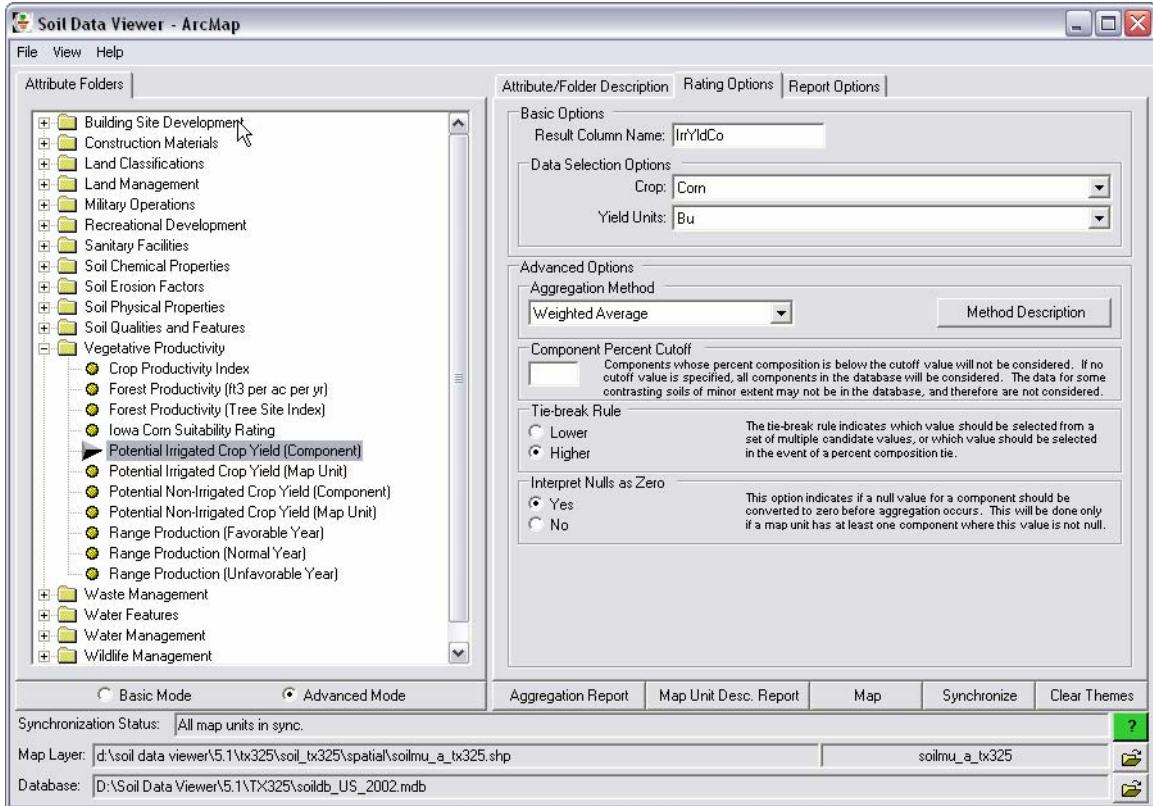 Soil Data Viewer - ArcMap
File View Help
Attribute Folders
Building Site Development
Construction Materials
Land Classifications
Land Management
Military Operations
Recreational Development
Sanitary Facilities
Soil Chemical Properties
Soil Erosion Factors
Soil Physical Properties
Soil Qualities and Features
Vegetative Productivity
Crop Productivity Index
Forest Productivity (ft3 per ac per yr)
Forest Productivity (Tree Site Index)
Iowa Corn Suitability Rating
Potential Irrigated Crop Yield (Component)
Potential Irrigated Crop Yield (Map Unit)
Potential Non-Irrigated Crop Yield (Component)
Potential Non-Irrigated Crop Yield (Map Unit)
Range Production (Favorable Year)
Range Production (Normal Year)
Range Production (Unfavorable Year)
Waste Management
Water Features
Water Management
Wildlife Management
Basic Mode Advanced Mode
Attribute/Folder Description Rating Options Report Options
Basic Options
Result Column Name: IrrYldCo
Data Selection Options
Crop: Corn
Yield Units: Bu
Advanced Options
Aggregation Method
Weighted Average Method Description
Component Percent Cutoff
Components whose percent composition is below the cutoff value will not be considered. If no
cutoff value is specified, all components in the database will be considered. The data for some
contrasting soils of minor extent may not be in the database, and therefore are not considered.
Tie-break Rule
Lower
Higher
The tie-break rule indicates which value should be selected from a
set of multiple candidate values, or which value should be selected
in the event of a percent composition tie.
Interpret Nulls as Zero
Yes
No
This option indicates if a null value for a component should be
converted to zero before aggregation occurs. This will be done only
if a map unit has at least one component where this value is not null.
Aggregation Report Map Unit Desc. Report Map Synchronize Clear Themes
Synchronization Status: All map units in sync. ?
Map Layer: d:\soil data viewer\5.1\tx325\soil_tx325\spatial\soilmu_a_tx325.shp soilmu_a_tx325
Database: D:\Soil Data Viewer\5.1\TX325\soildb_US_2002.mdb